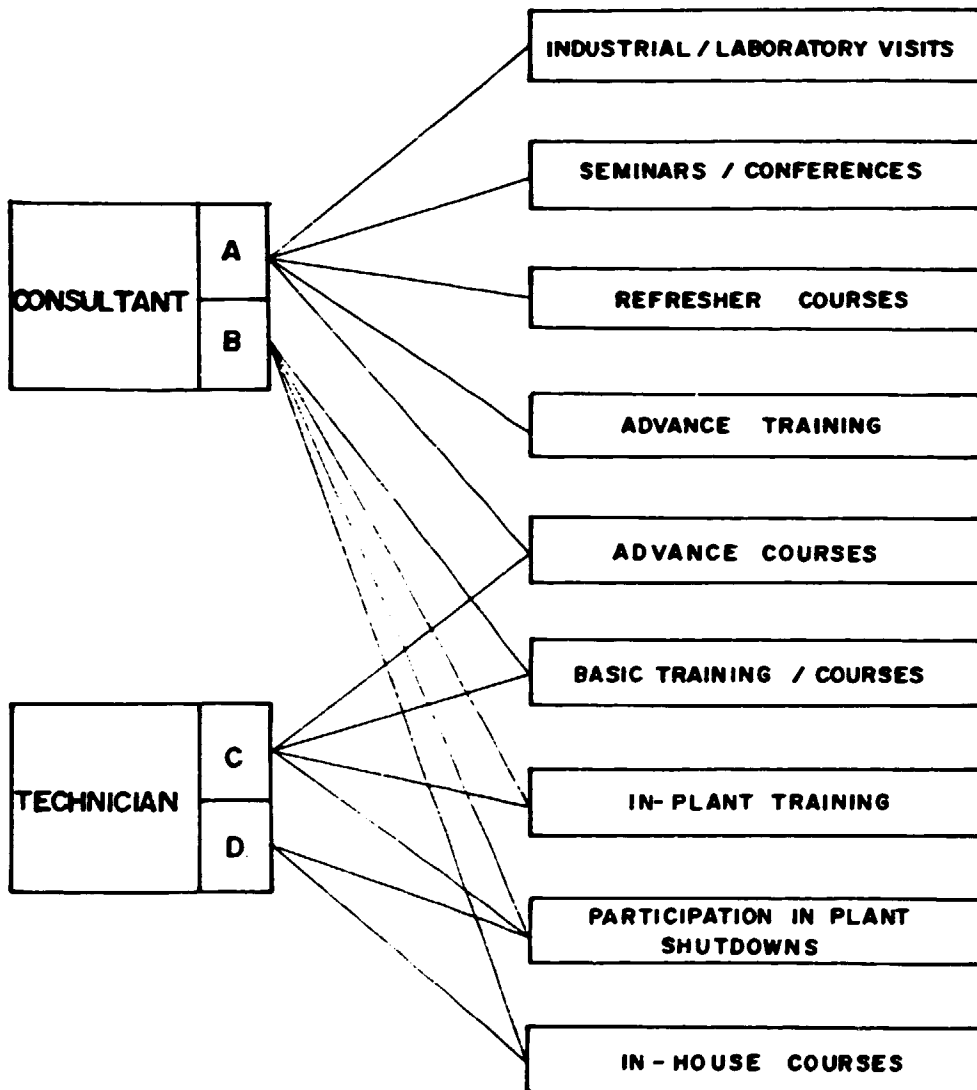 INDUSTRIAL / LABORATORY VISITS
SEMINARS / CONFERENCES
REFRESHER COURSES
ADVANCE TRAINING
ADVANCE COURSES
BASIC TRAINING / COURSES
IN-PLANT TRAINING
PARTICIPATION IN PLANT
SHUTDOWNS
IN-HOUSE COURSES
CONSULTANT
A
B
TECHNICIAN
C
D